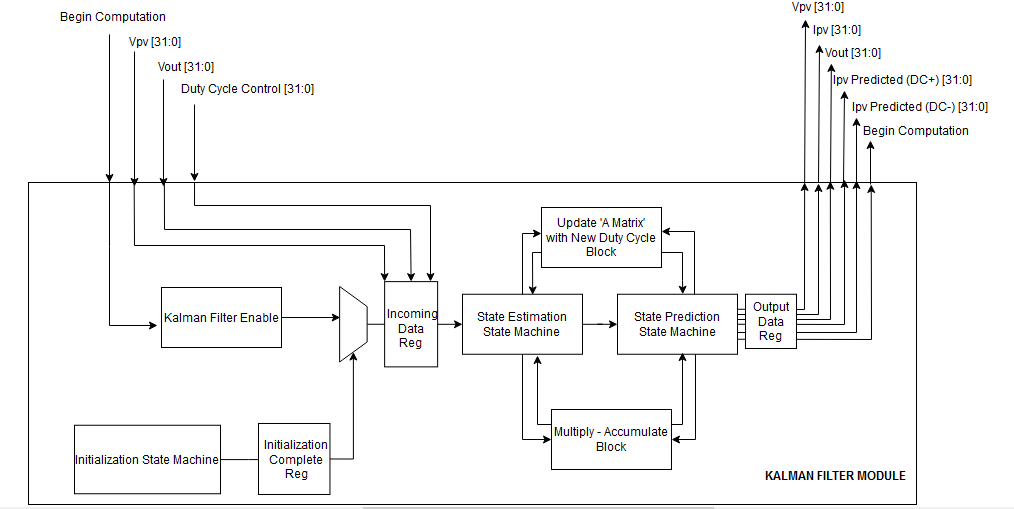 Begin Computation
Vpv [31:0]
Vout [31:0]
Duty Cycle Control [31:0]
Vpv [31:0]
Ipv [31:0]
Vout [31:0]
Ipv Predicted (DC+) [31:0]
Ipv Predicted (DC-) [31:0]
Begin Computation
Update 'A Matrix'
with New Duty Cycle
Block
Kalman Filter Enable
Incoming
Data
Reg
State Estimation
State Machine
State Prediction
State Machine
Output
Data
Reg
Initialization State Machine
Initialization
Complete
Reg
Multiply - Accumulate
Block
KALMAN FILTER MODULE